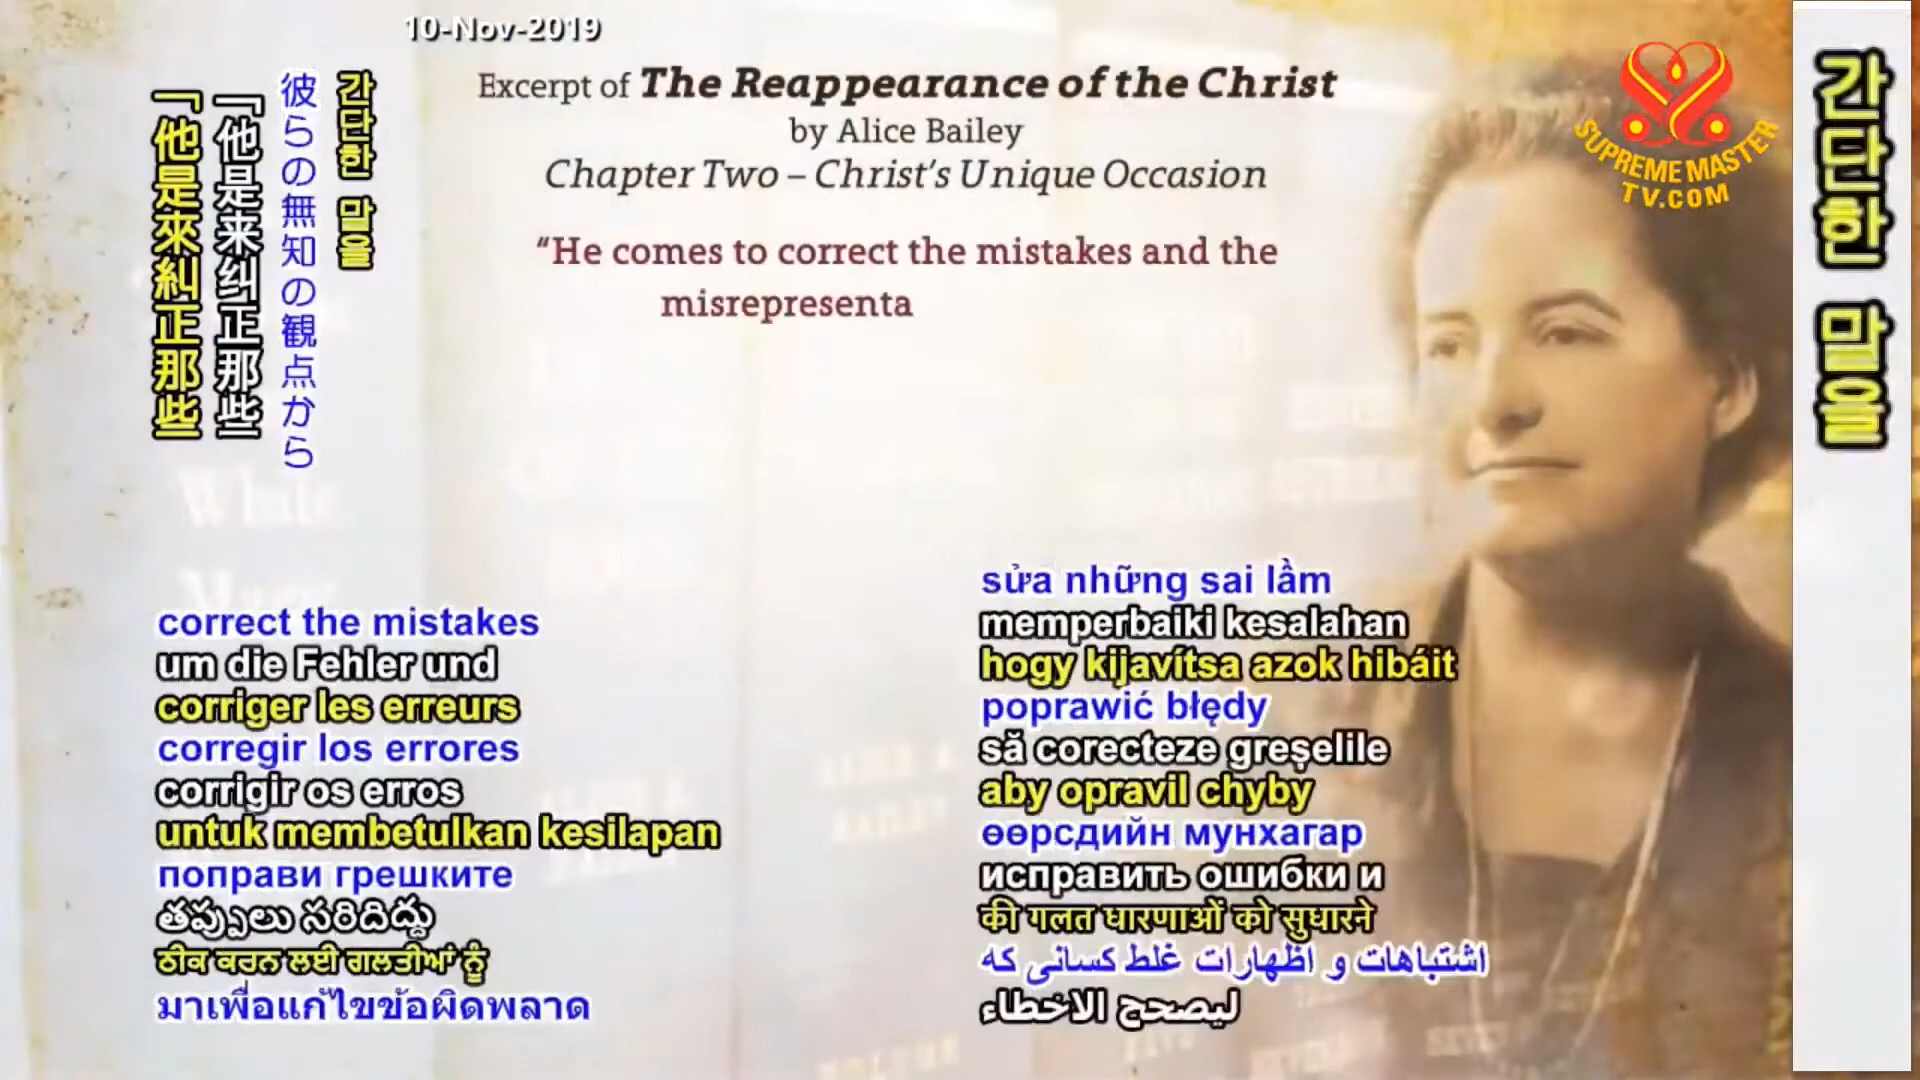 10-Nov-2019
Excerpt of The Reappearance of the Christ
by Alice Bailey
Chapter Two – Christ's Unique Occasion
“He comes to correct the mistakes and the
misrepresenta
SUPREME MASTER
TV.COM
간단한 말을
彼らの無知の観点から
「他是来纠正那些
「他是來糾正那些
간단한 말을
correct the mistakes
um die Fehler und
corriger les erreurs
corregir los errores
corrigir os erros
untuk membetulkan kesilapan
поправи грешките
తప్పులు సరిదిద్దు
ਠੀਕ ਕਰਨ ਲਈ ਗਲਤੀਆਂ ਨੂੰ
มาเพื่อแก้ไขข้อผิดพลาด
sửa những sai lầm
memperbaiki kesalahan
hogy kijavítsa azok hibáit
poprawić błędy
să corecteze greșelile
aby opravil chyby
өөрсдийн мунхагар
исправить ошибки и
की गलत धारणाओं को सुधारने
اشتباهات و اظهارات غلط کسانی که
ليصحح الاخطاء